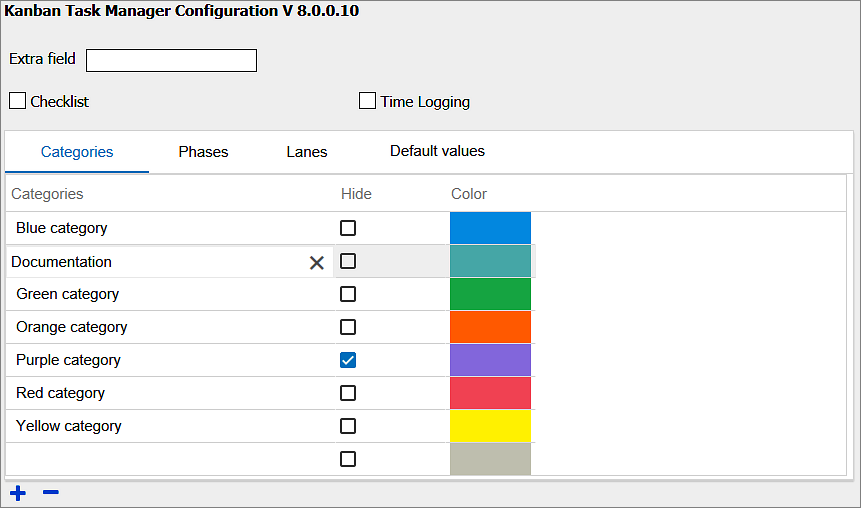 Kanban Task Manager Configuration V 8.0.0.10
Extra field
Checklist Time Logging
Categories Phases Lanes Default values
Categories Hide Color
Blue category
Documentation
Green category
Orange category
Purple category
Red category
Yellow category